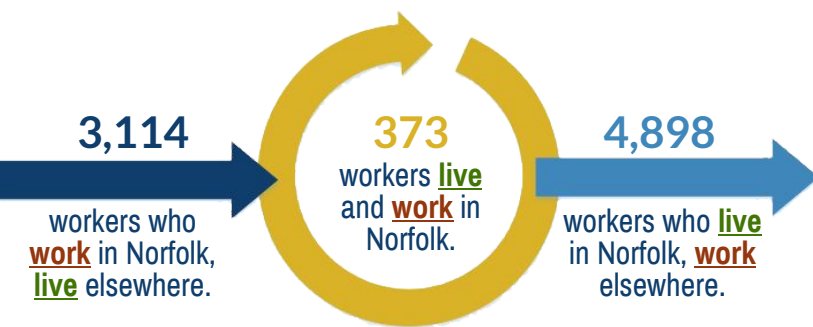 3,114
workers who
work in Norfolk,
live elsewhere.
373
workers live
and work in
Norfolk.
4,898
workers who live
in Norfolk, work
elsewhere.